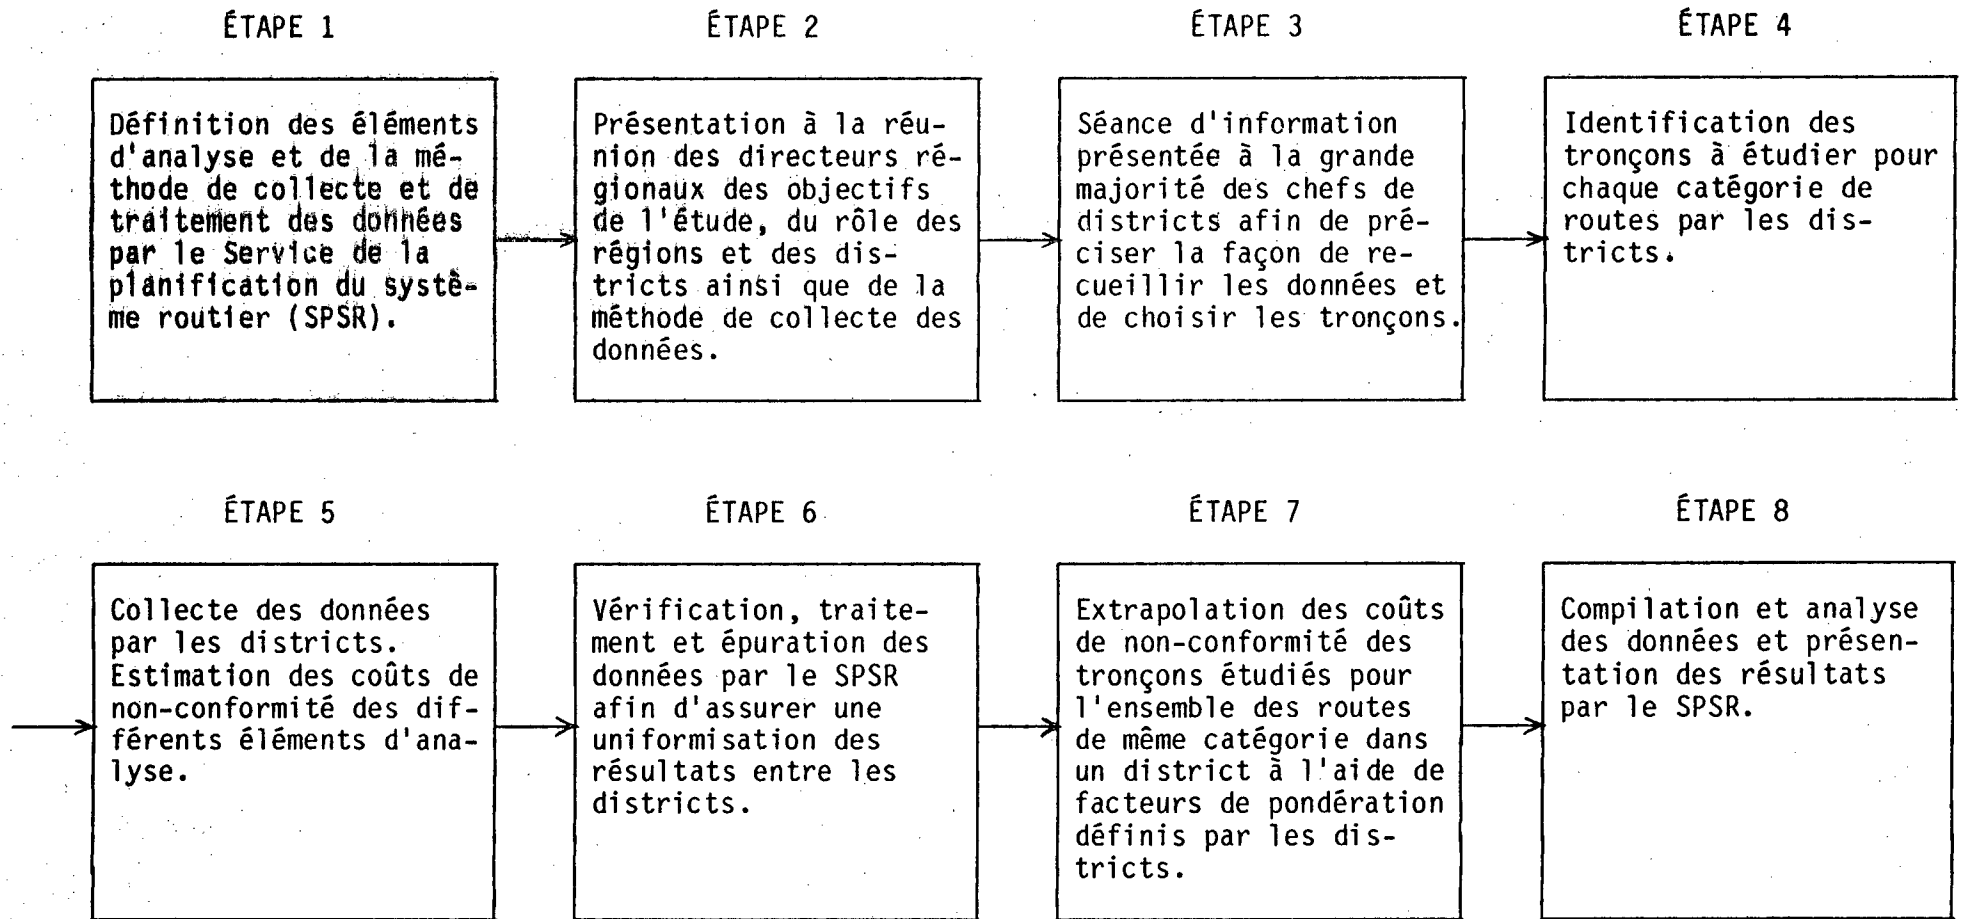 ÉTAPE 1
Définition des éléments
d'analyse et de la mé-
thode de collecte et de
traitement des données
par le Service de la
planification du systè-
me routier (SPSR).
ÉTAPE 2
Présentation à la réu-
nion des directeurs ré-
gionaux des objectifs
de l'étude, du rôle des
régions et des dis-
tricts ainsi que de la
méthode de collecte des
données.
ÉTAPE 3
Séance d'information
présentée à la grande
majorité des chefs de
districts afin de pré-
ciser la façon de re-
cueillir les données et
de choisir les tronçons.
ÉTAPE 4
Identification des
tronçons à étudier pour
chaque catégorie de
routes par les dis-
tricts.
ÉTAPE 5
Collecte des données
par les districts.
Estimation des coûts de
non-conformité des dif-
férents éléments d'ana-
lyse.
ÉTAPE 6
Vérification, traite-
ment et épuration des
données par le SPSR
afin d'assurer une
uniformisation des
résultats entre les
districts.
ÉTAPE 7
Extrapolation des coûts
de non-conformité des
tronçons étudiés pour
l'ensemble des routes
de même catégorie dans
un district à l'aide de
facteurs de pondération
définis par les dis-
tricts.
ÉTAPE 8
Compilation et analyse
des données et présen-
tation des résultats
par le SPSR.